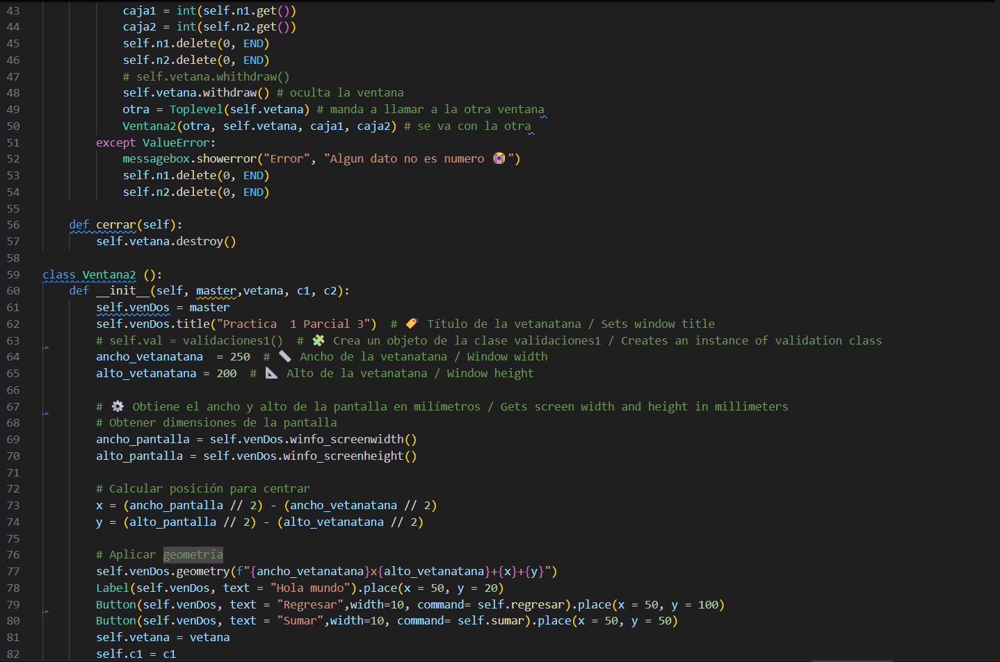 43 caja1 = int(self.n1.get())
44 caja2 = int(self.n2.get())
45 self.n1.delete(0, END)
46 self.n2.delete(0, END)
47 # self.vetana.whithdraw()
48 self.vetana.withdraw() # oculta la ventana
49 otra = Toplevel(self.vetana) # manda a llamar a la otra ventana
50 Ventana2(otra, self.vetana, caja1, caja2) # se va con la otra
51 except ValueError:
52 messagebox.showerror("Error", "Algun dato no es numero 😭")
53 self.n1.delete(0, END)
54 self.n2.delete(0, END)
55
56 def cerrar(self):
57 self.vetana.destroy()
58
59 class Ventana2 ():
60 def __init__(self, master,vetana, c1, c2):
61 self.venDos = master
62 self.venDos.title("Practica  1 Parcial 3")  # 🏷️ Título de la vetanatana / Sets window title
63 # self.val = validaciones1()  # 🧩 Crea un objeto de la clase validaciones1 / Creates an instance of validation class
64 ancho_vetanatana  = 250  # 📏 Ancho de la vetanatana / Window width
65 alto_vetanatana = 200  # 📐 Alto de la vetanatana / Window height
66
67 # ⚙️ Obtiene el ancho y alto de la pantalla en milímetros / Gets screen width and height in millimeters
68 # Obtener dimensiones de la pantalla
69 ancho_pantalla = self.venDos.winfo_screenwidth()
70 alto_pantalla = self.venDos.winfo_screenheight()
71
72 # Calcular posición para centrar
73 x = (ancho_pantalla // 2) - (ancho_vetanatana // 2)
74 y = (alto_pantalla // 2) - (alto_vetanatana // 2)
75
76 # Aplicar geometría
77 self.venDos.geometry(f"{ancho_vetanatana}x{alto_vetanatana}+{x}+{y}")
78 Label(self.venDos, text = "Hola mundo").place(x = 50, y = 20)
79 Button(self.venDos, text = "Regresar",width=10, command= self.regresar).place(x = 50, y = 100)
80 Button(self.venDos, text = "Sumar",width=10, command= self.sumar).place(x = 50, y = 50)
81 self.vetana = vetana
82 self.c1 = c1